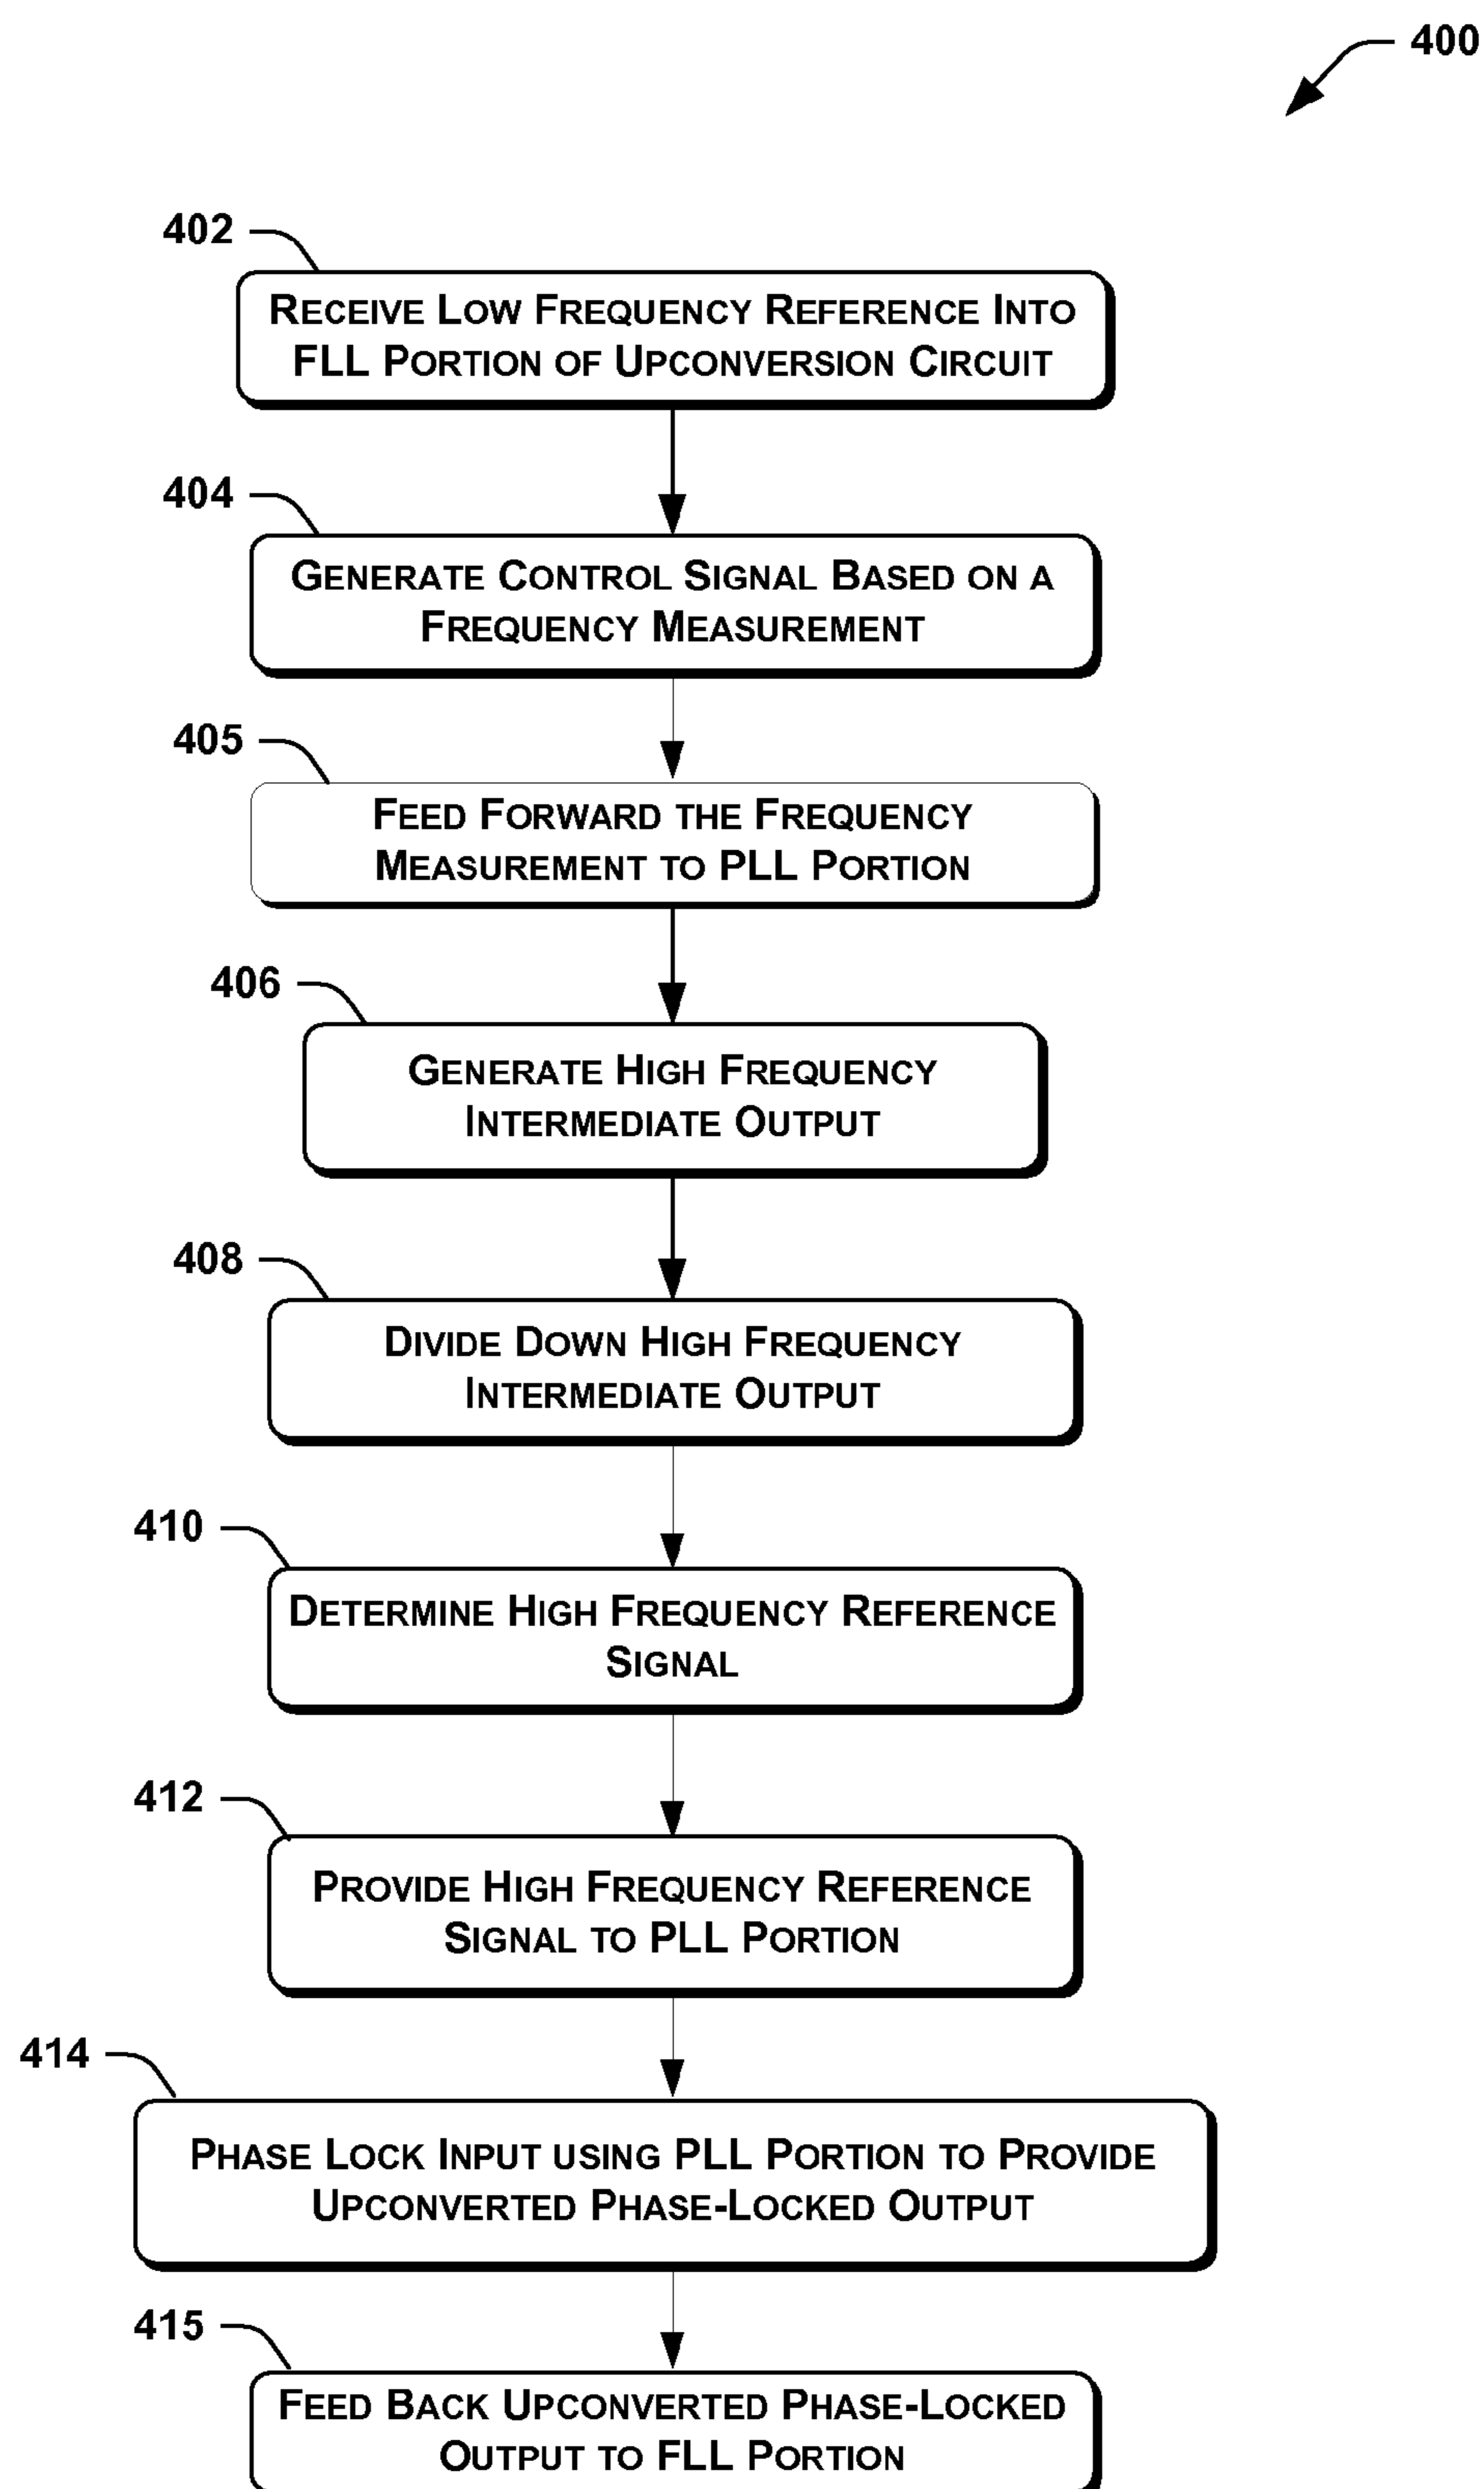 400
402
RECEIVE LOW FREQUENCY REFERENCE INTO
FLL PORTION OF UPCONVERSION CIRCUIT
404
GENERATE CONTROL SIGNAL BASED ON A
FREQUENCY MEASUREMENT
405
FEED FORWARD THE FREQUENCY
MEASUREMENT TO PLL PORTION
406
GENERATE HIGH FREQUENCY
INTERMEDIATE OUTPUT
408
DIVIDE DOWN HIGH FREQUENCY
INTERMEDIATE OUTPUT
410
DETERMINE HIGH FREQUENCY REFERENCE
SIGNAL
412
PROVIDE HIGH FREQUENCY REFERENCE
SIGNAL TO PLL PORTION
414
PHASE LOCK INPUT USING PLL PORTION TO PROVIDE
UPCONVERTED PHASE-LOCKED OUTPUT
415
FEED BACK UPCONVERTED PHASE-LOCKED
OUTPUT TO FLL PORTION